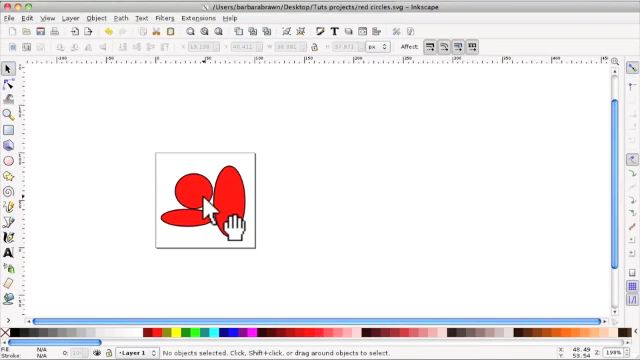 /Users/barbarabrawn/Desktop/Tuts projects/red circles.svg - Inkscape
File Edit View Layer Object Path Text Filters Extensions Help
px Affect:
Fill: N/A
Stroke: N/A
O:
Layer 1
No objects selected. Click, Shift+click, or drag around objects to select.
X: 48.49
Y: 53.54
Z: 198%